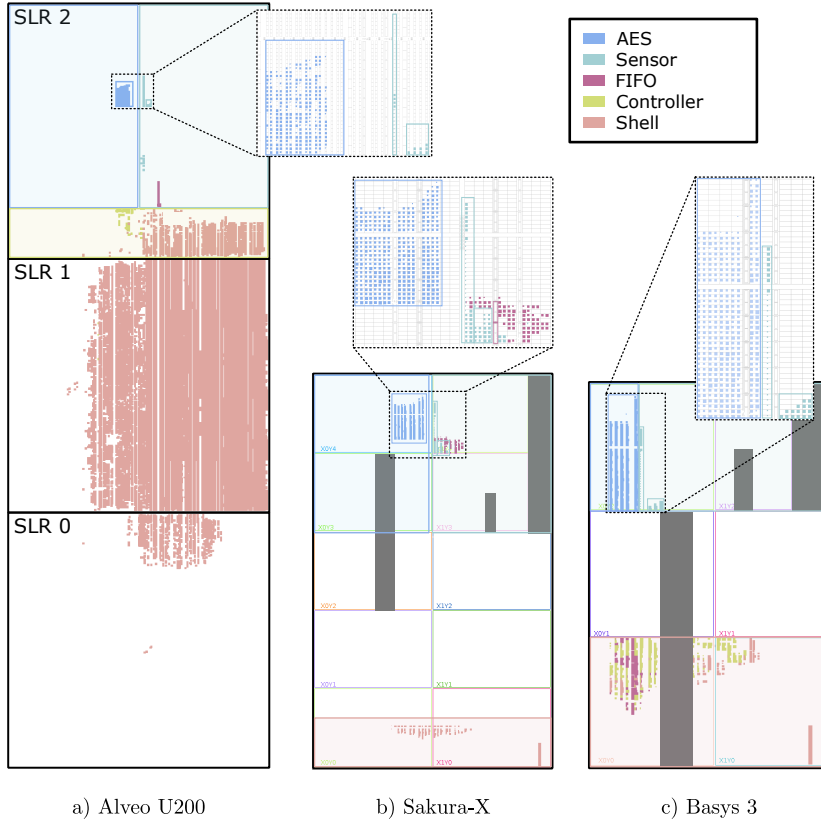 SLR 2
AES
Sensor
FIFO
Controller
Shell
SLR 1
SLR 0
X0Y4
X0Y3
X1Y3
X0Y2
X1Y2
X0Y1
X1Y1
X0Y0
X1Y0
X0Y1
X1Y1
X0Y0
X1Y0
a) Alveo U200
b) Sakura-X
c) Basys 3